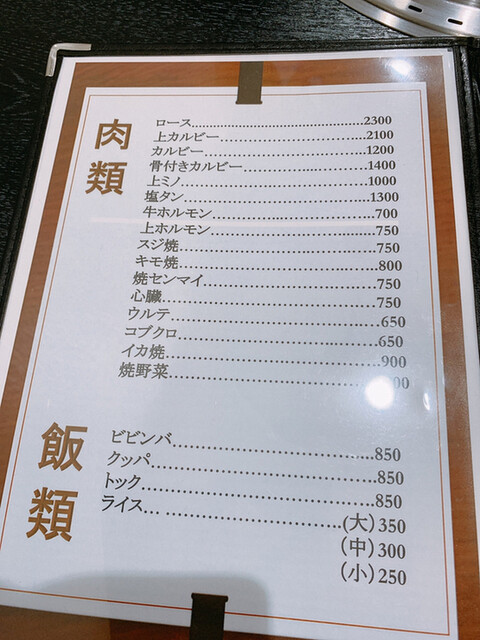 肉類
ロース 2300
上カルビー 2100
カルビー 1200
骨付きカルビー 1400
上ミノ 1000
塩タン 1300
牛ホルモン 700
上ホルモン 750
スジ焼 750
キモ焼 800
焼センマイ 750
心臓 750
ウルテ 650
コブクロ 650
イカ焼 900
焼野菜
飯類
ビビンバ 850
クッパ 850
トック 850
ライス (大) 350
(中) 300
(小) 250